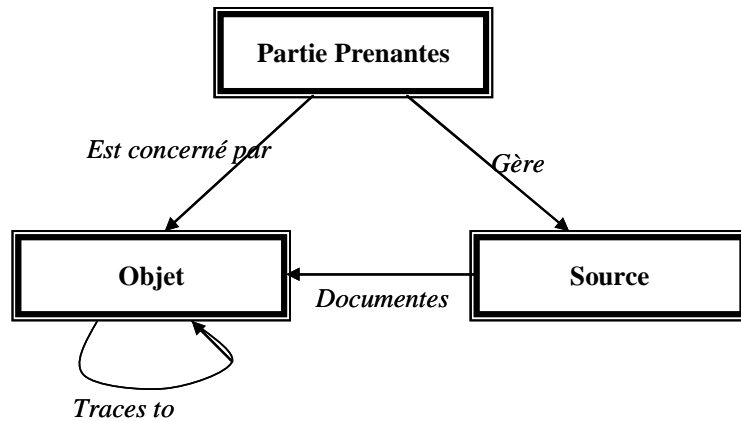 Partie Prenantes
Est concerné par
Gère
Objet
Source
Documentes
Traces to